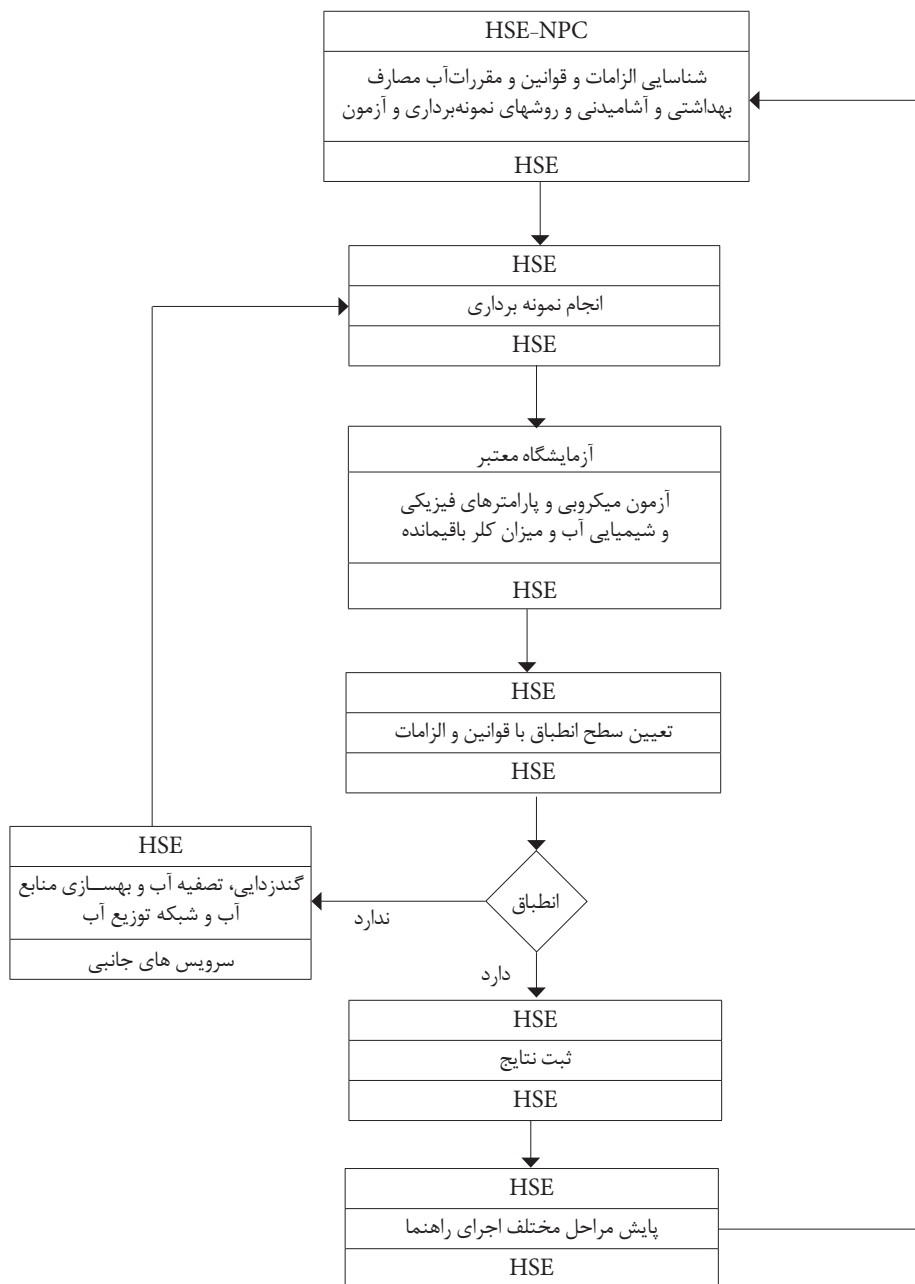 HSE-NPC
شناسایی الزامات و قوانین و مقررات‌آب مصارف
بهداشتی و آشامیدنی و روشهای نمونه‌برداری و آزمون
HSE
HSE
انجام نمونه برداری
HSE
آزمایشگاه معتبر
آزمون میکروبی و پارامترهای فیزیکی
و شیمیایی آب و میزان کلر باقیمانده
HSE
HSE
تعیین سطح انطباق با قوانین و الزامات
HSE
انطباق
ندارد
HSE
گندزدایی، تصفیه آب و بهســازی منابع
آب و شبکه توزیع آب
سرویس های جانبی
دارد
HSE
ثبت نتایج
HSE
HSE
پایش مراحل مختلف اجرای راهنما
HSE